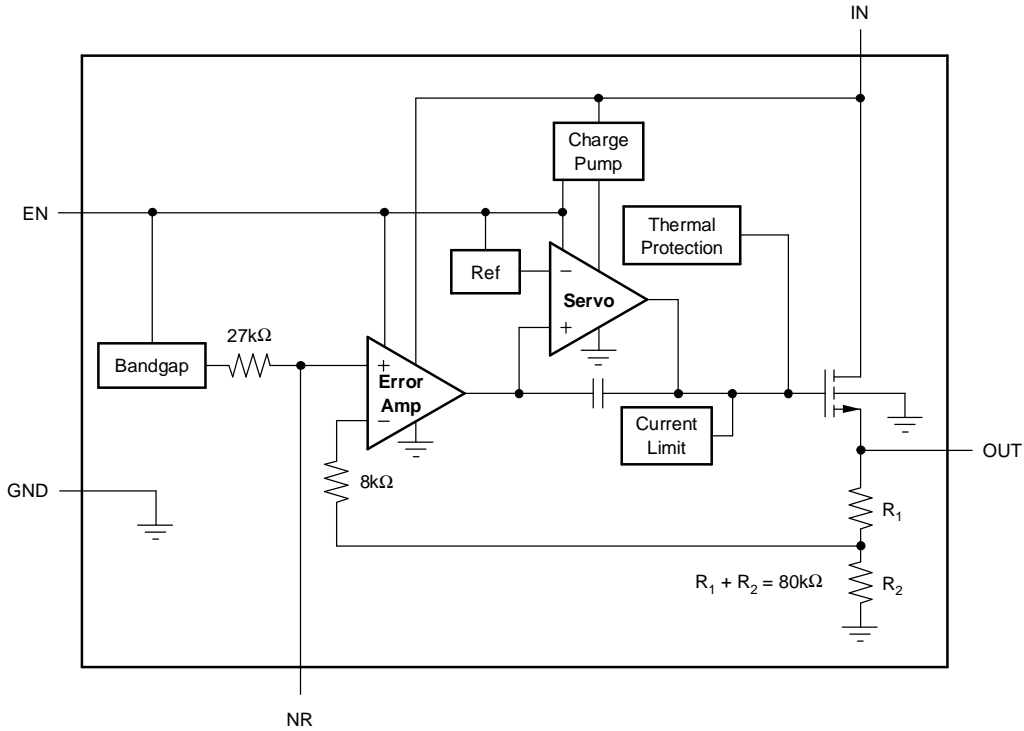 IN
Charge
Pump
EN
Thermal
Protection
Ref
−
Servo
+
27kΩ
Bandgap
+
Error
Amp
−
Current
Limit
OUT
8kΩ
GND
R1
R1 + R2 = 80kΩ
R2
NR